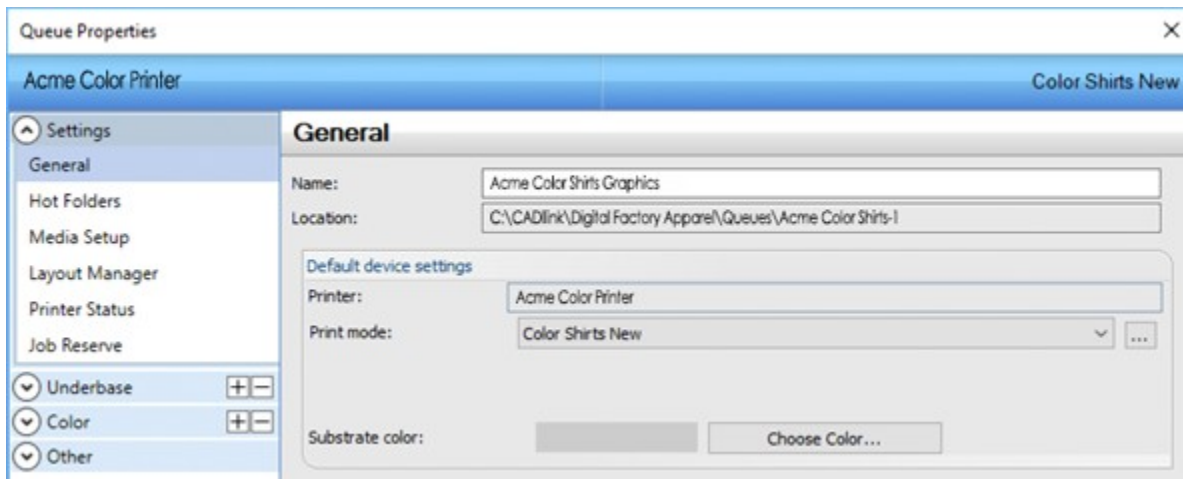 Queue Properties
Acme Color Printer Color Shirts New
Settings
General
Hot Folders
Media Setup
Layout Manager
Printer Status
Job Reserve
Underbase
Color
Other
General
Name: Acme Color Shirts Graphics
Location: C:\CADlink\Digital Factory Apparel\Queues\Acme Color Shirts-1
Default device settings
Printer: Acme Color Printer
Print mode: Color Shirts New ...
Substrate color: Choose Color...